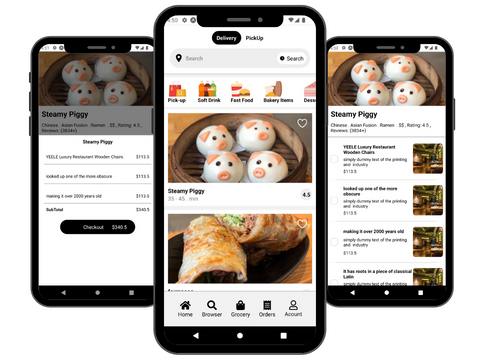 4:51
Steamy Piggy
Chinese Asian Fusion Ramen $$ , Rating: 4.5 ,
Reviews: (3834+)
Steamy Piggy
YEELE Luxury Restaurant Wooden Chairs $113.5
looked up one of the more obscure $113.5
making it over 2000 years old $113.5
SubTotal $340.5
Checkout $340.5
Delivery PickUp
Search Search
Pick-up Soft Drink Fast Food Bakery Items
Steamy Piggy 4.5
35 - 45 . min
Home Browser Grocery Orders Acount
Steamy Piggy
Chinese Asian Fusion Ramen $$ , Rating: 4.5 ,
Reviews: (3834+)
YEELE Luxury Restaurant
Wooden Chairs
simply dummy text of the printing
and industry
$113.5
looked up one of the more
obscure
simply dummy text of the printing
and industry
$113.5
making it over 2000 years old
simply dummy text of the printing
and industry
$113.5
It has roots in a piece of classical
Latin
simply dummy text of the printing
and industry